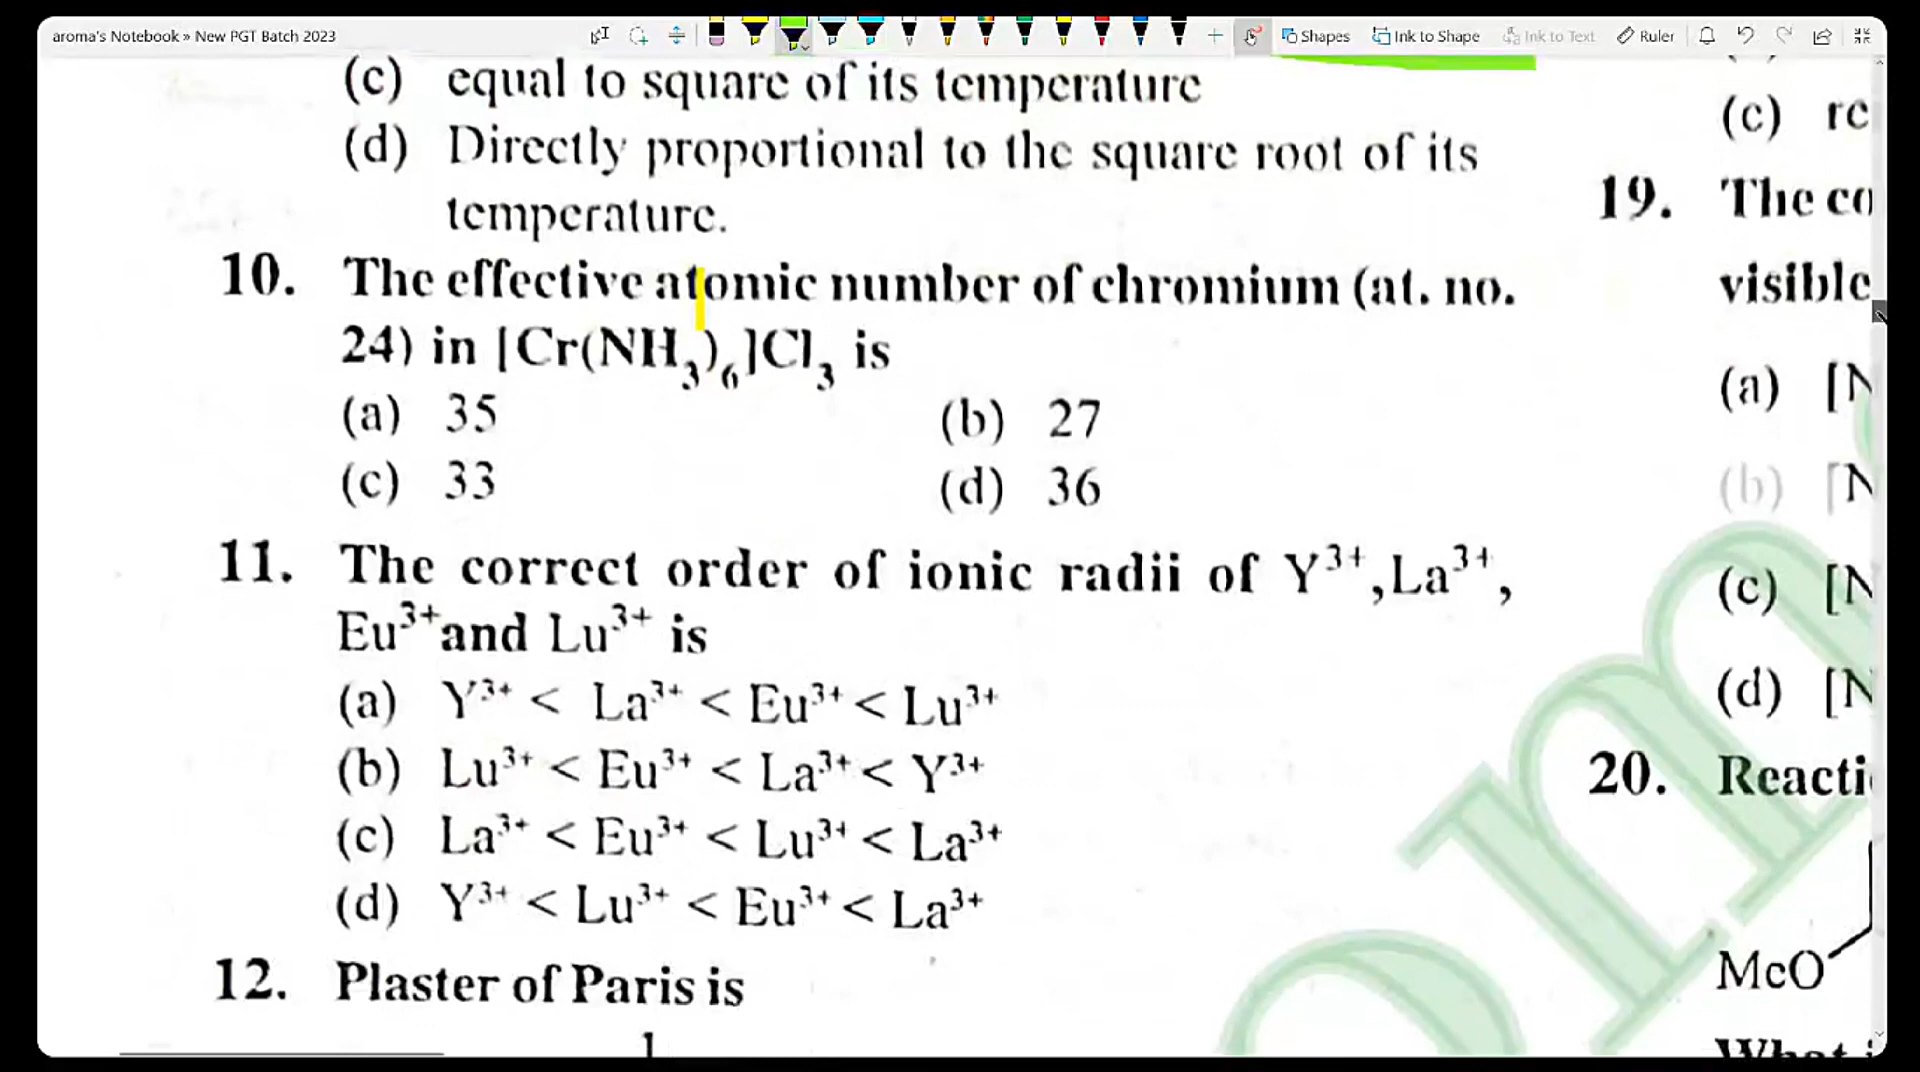 aroma's Notebook » New PGT Batch 2023
Shapes Ink to Shape Ink to Text Ruler
(c) equal to square of its temperature
(d) Directly proportional to the square root of its
temperature.
10. The effective atomic number of chromium (at. no.
24) in [Cr(NH₃)₆]Cl₃ is
(a) 35 (b) 27
(c) 33 (d) 36
11. The correct order of ionic radii of Y³⁺,La³⁺,
Eu³⁺and Lu³⁺ is
(a) Y³⁺ < La³⁺ < Eu³⁺ < Lu³⁺
(b) Lu³⁺ < Eu³⁺ < La³⁺ < Y³⁺
(c) La³⁺ < Eu³⁺ < Lu³⁺ < La³⁺
(d) Y³⁺ < Lu³⁺ < Eu³⁺ < La³⁺
12. Plaster of Paris is
1
(c)
19. The
visible
(a) [N
(b) [N
(c) [N
(d) [N
20.
MeO